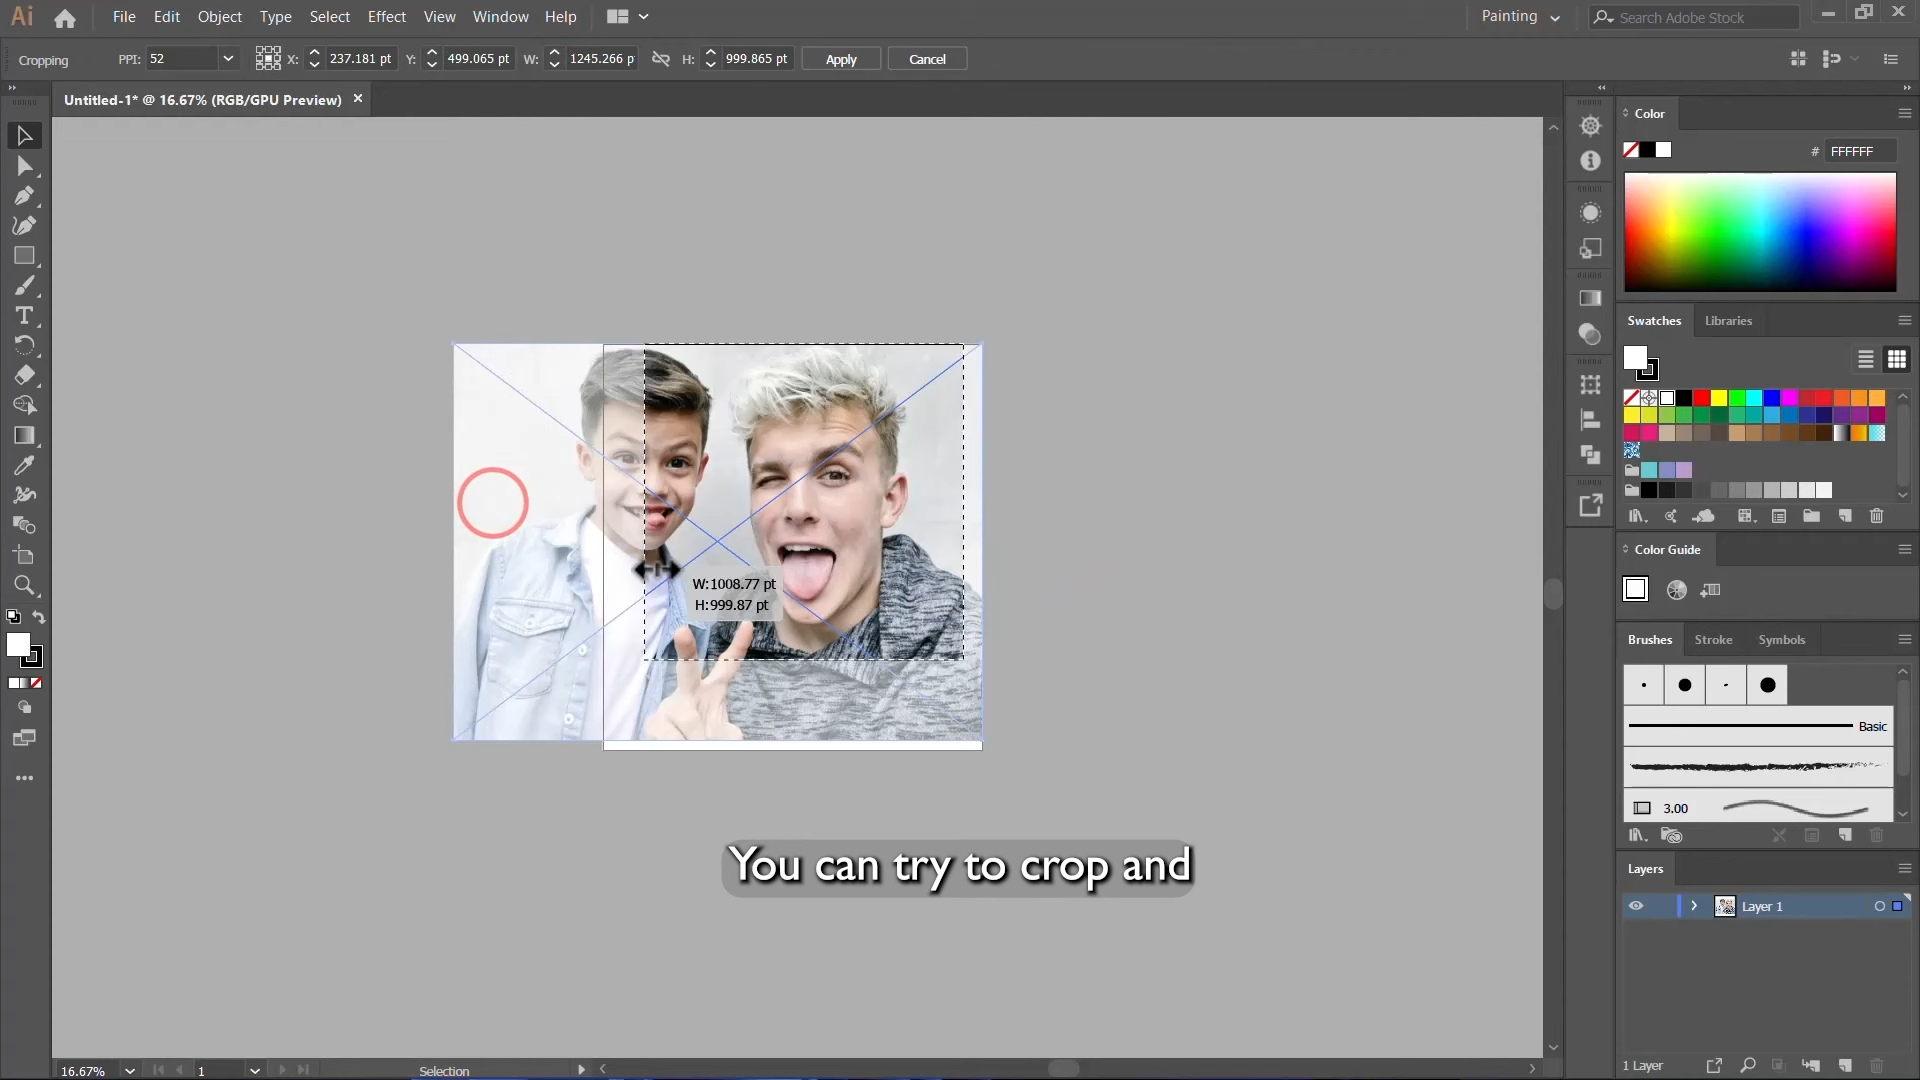 Ai File Edit Object Type Select Effect View Window Help Painting Search Adobe Stock
Cropping PPI: 52 X: 237.181 pt Y: 499.065 pt W: 1245.266 p H: 999.865 pt Apply Cancel
Untitled-1* @ 16.67% (RGB/GPU Preview) ×
Color
# FFFFFF
Swatches Libraries
W:1008.77 pt
H:999.87 pt
Color Guide
Brushes Stroke Symbols
Basic
3.00
You can try to crop and
Layers
Layer 1
16.67% 1 Selection 1 Layer